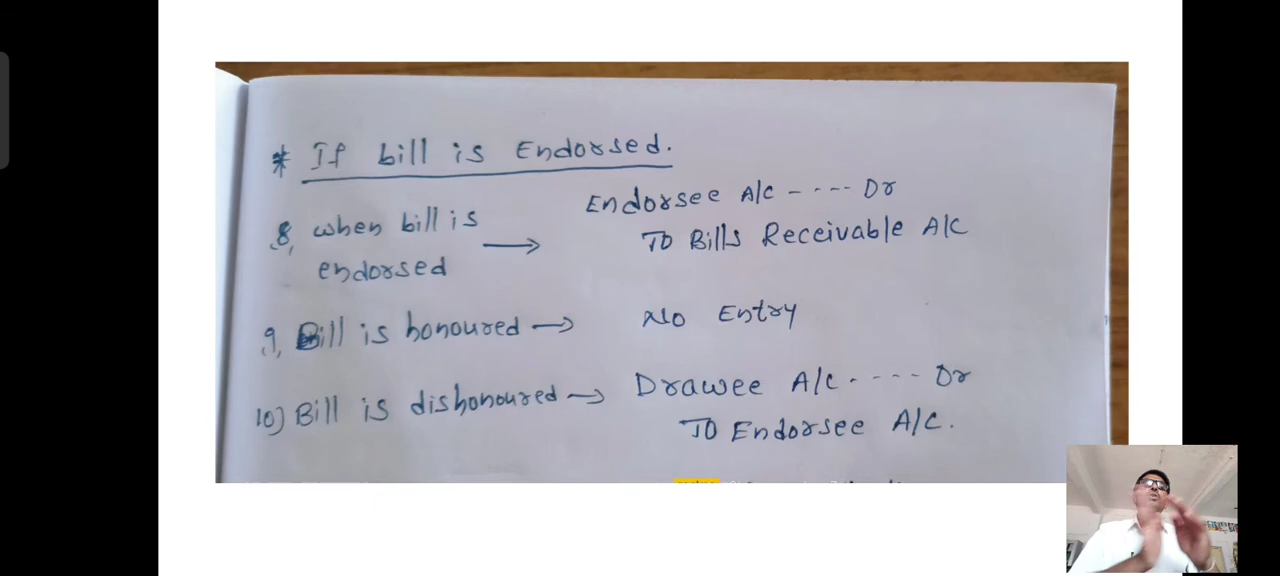 * If bill is Endorsed.
8, when bill is endorsed → Endorsee A/c - ---- Dr
To Bills Receivable A/c
9, Bill is honoured → No Entry
10) Bill is dishonoured → Drawee A/c - ---- Dr
To Endorsee A/c.